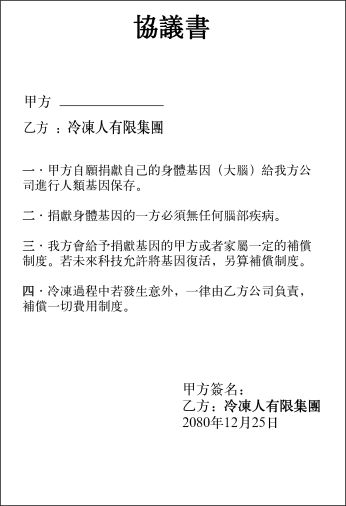 協議書
甲方 ＿＿＿＿＿＿＿＿
乙方 ：冷凍人有限集團
一．甲方自願捐獻自己的身體基因（大腦）給我方公
司進行人類基因保存。
二．捐獻身體基因的一方必須無任何腦部疾病。
三．我方會給予捐獻基因的甲方或者家屬一定的補償
制度。若未來科技允許將基因復活，另算補償制度。
四．冷凍過程中若發生意外，一律由乙方公司負責，
補償一切費用制度。
甲方簽名：
乙方：冷凍人有限集團
2080年12月25日